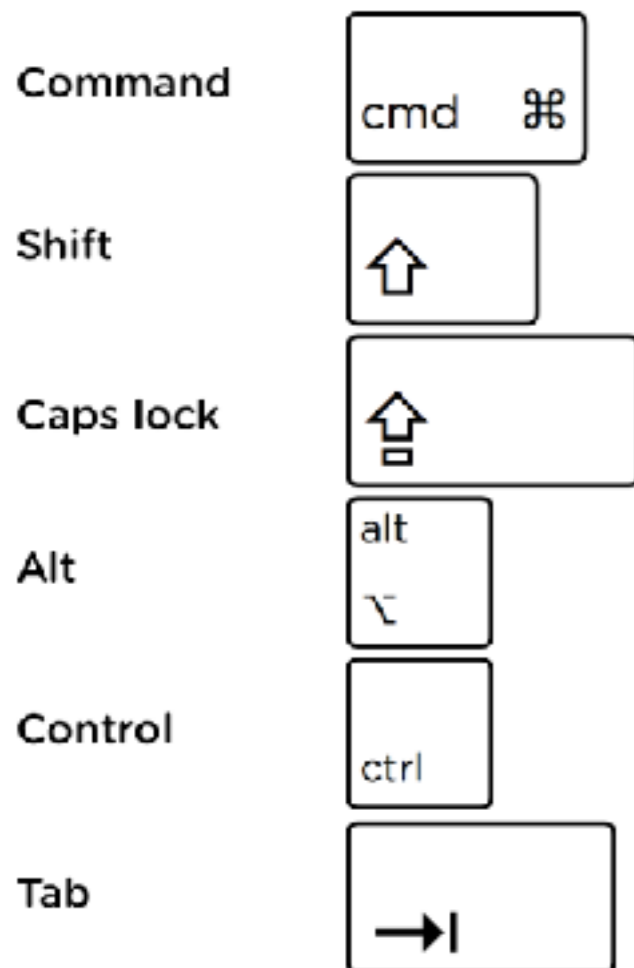 Command
cmd ⌘
Shift
⇧
Caps lock
⇪
Alt
alt
⌥
Control
ctrl
Tab
⇥